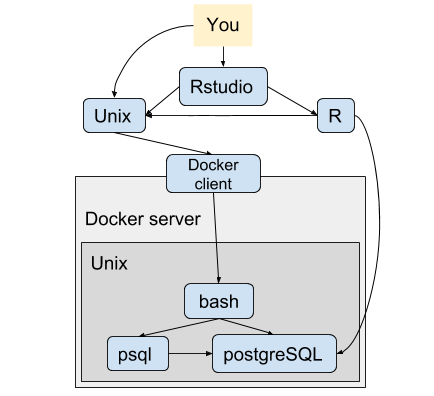 You
Rstudio
Unix
R
Docker
client
Docker server
Unix
bash
psql
postgreSQL